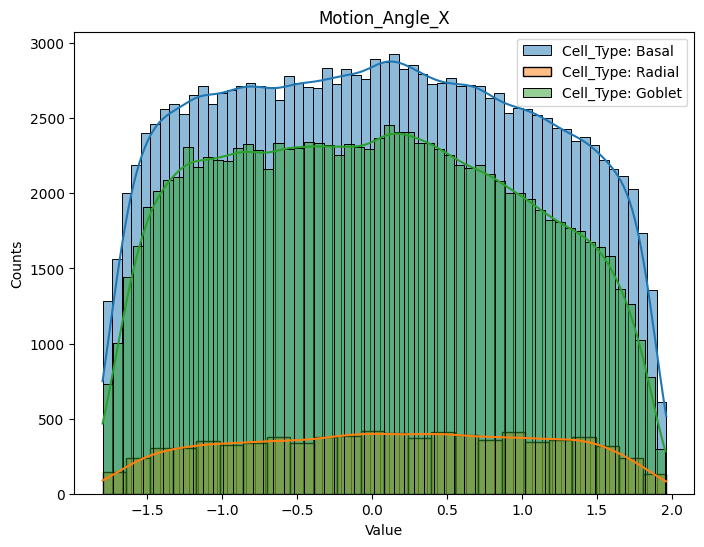 Motion_Angle_X
Cell_Type: Basal
Cell_Type: Radial
Cell_Type: Goblet
Counts
3000
2500
2000
1500
1000
500
0
-1.5 -1.0 -0.5 0.0 0.5 1.0 1.5 2.0
Value